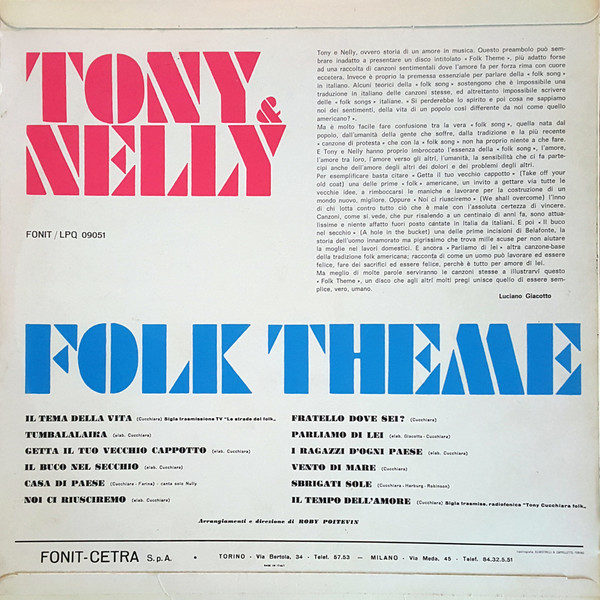 TONY
&
NELLY
FONIT / LPQ 09051
Tony e Nelly, ovvero storia di un amore in musica. Questo preambolo può sem-
brare inadatto a presentare un disco intitolato « Folk Theme », più adatto forse
ad una raccolta di canzoni sentimentali dove l'amore fa per forza rima con cuore
eccetera. Invece è proprio la premessa essenziale per parlare della « folk song »
in italiano. Alcuni teorici della « folk song » sostengono che è impossibile una
traduzione in italiano delle canzoni stesse, ed altrettanto impossibile scrivere
delle « folk songs » italiane. « Si perderebbe lo spirito e poi cosa ne sappiamo
noi dei sentimenti, della vita di un popolo così differente da noi come quello
americano? ».
Ma è molto facile fare confusione tra la vera « folk song », quella nata dal
popolo, dall'umanità della gente che soffre, dalla tradizione e la più recente
« canzone di protesta » che con la « folk song » non ha proprio niente a che fare.
E Tony e Nelly hanno proprio imbroccato l'essenza della « folk song », l'amore,
l'amore tra loro, l'amore verso gli altri, l'umanità, la sensibilità che ci fa parte-
cipi anche dell'amore degli altri dei dolori e dei problemi degli altri.
Per esemplificare basta citare « Getta il tuo vecchio cappotto » (Take off your
old coat) una delle prime « folk » americane, un invito a gettare via tutte le
vecchie idee, a rimboccarsi le maniche e lavorare per la costruzione di un
mondo nuovo, migliore. Oppure « Noi ci riusciremo » (We shall overcome) l'inno
di chi lotta contro tutto ciò che è male con l'assoluta certezza di vincere.
Canzoni, come si vede, che pur risalendo a un centinaio di anni fa, sono attua-
lissime e niente affatto fuori posto cantate in Italia da italiani. E poi « Il buco
nel secchio » (A hole in the bucket) una delle prime incisioni di Belafonte, la
storia dell'uomo innamorato ma pigrissimo che trova mille scuse per non aiutare
la moglie nei lavori domestici. E ancora « Parliamo di lei » altra canzone-base
della tradizione folk americana; racconta di come un uomo può lavorare ed essere
felice, fare dei sacrifici ed essere felice, perchè è tutto per amore di lei.
Ma meglio di molte parole serviranno le canzoni stesse a illustrarvi questo
« Folk Theme », un disco che agli altri molti pregi unisce quello di essere sem-
plice, vero, umano.
Luciano Giacotto
FOLK THEME
IL TEMA DELLA VITA (Cucchiara) Sigla trasmissione TV "Le strade del folk„
TUMBALALAIKA (elab. Cucchiara)
GETTA IL TUO VECCHIO CAPPOTTO (elab. Cucchiara)
IL BUCO NEL SECCHIO (elab. Cucchiara)
CASA DI PAESE (Cucchiara - Farina) - canta solo Nelly
NOI CI RIUSCIREMO (elab. Cucchiara)
FRATELLO DOVE SEI? (Cucchiara)
PARLIAMO DI LEI (elab. Giacotto - Cucchiara)
I RAGAZZI D'OGNI PAESE (elab. Cucchiara)
VENTO DI MARE (Cucchiara)
SBRIGATI SOLE (Cucchiara - Harburg - Robinson)
IL TEMPO DELL'AMORE (Cucchiara) Sigla trasmiss. radiofonica "Tony Cucchiara folk„
Arrangiamenti e direzione di ROBY POITEVIN
FONIT-CETRA S.p.A. • TORINO - Via Bertola, 34 - Telef. 57.53 — MILANO - Via Meda, 45 - Telef. 84.32.5.51
MADE IN ITALY